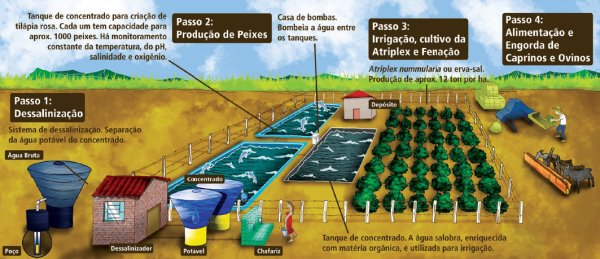 Tanque de concentrado para criação de
tilápia rosa. Cada um tem capacidade para
aprox. 1000 peixes. Há monitoramento
constante da temperatura, do pH,
salinidade e oxigênio.
Passo 2:
Produção de Peixes
Casa de bombas.
Bombeia a água entre
os tanques.
Passo 3:
Irrigação, cultivo da
Atriplex e Fenação
Atriplex nummularia ou erva-sal.
Produção de aprox. 12 ton por ha.
Passo 4:
Alimentação e
Engorda de
Caprinos e Ovinos
Passo 1:
Dessalinização
Sistema de dessalinização. Separação
da água potável do concentrado.
Água Bruto
Depósito
Concentrado
Poço
Dessalinizador
Potável
Chafariz
Tanque de concentrado. A água salobra, enriquecida
com matéria orgânica, é utilizada para irrigação.